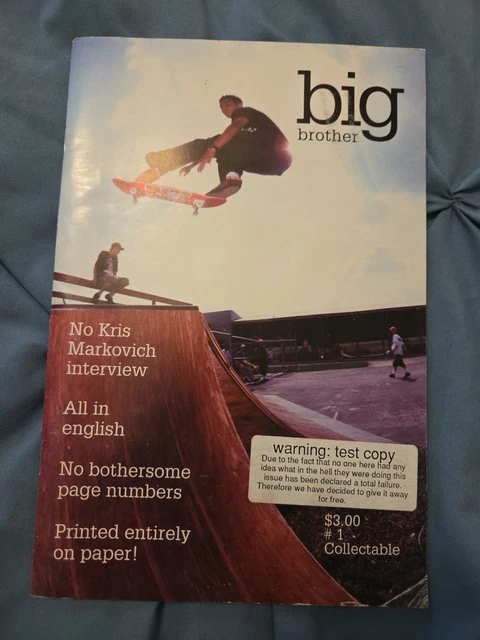 big
brother
No Kris
Markovich
interview
All in
english
No bothersome
page numbers
Printed entirely
on paper!
warning: test copy
Due to the fact that no one here had any
idea what in the hell they were doing this
issue has been declared a total failure.
Therefore we have decided to give it away
for free.
$3.00
# 1
Collectable